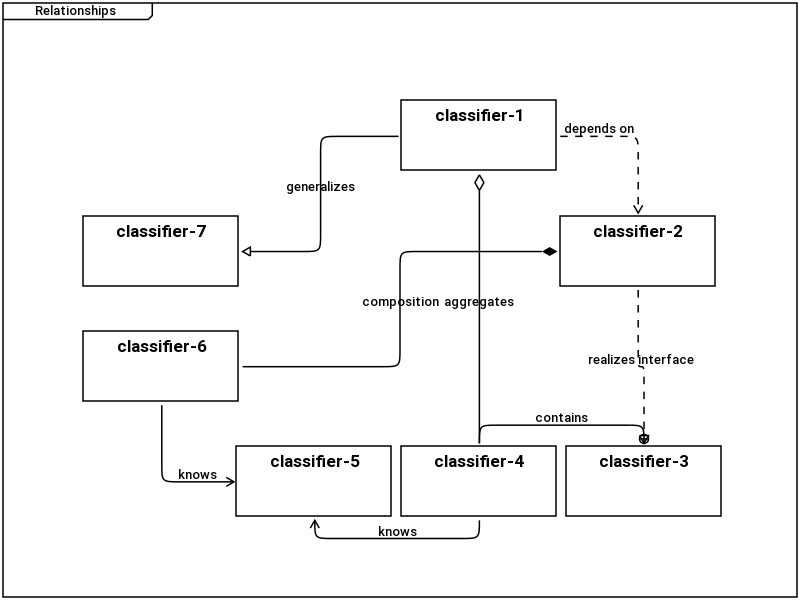 Relationships
classifier-1
depends on
generalizes
classifier-7
classifier-2
composition aggregates
classifier-6
realizes interface
contains
classifier-5
classifier-4
classifier-3
knows
knows